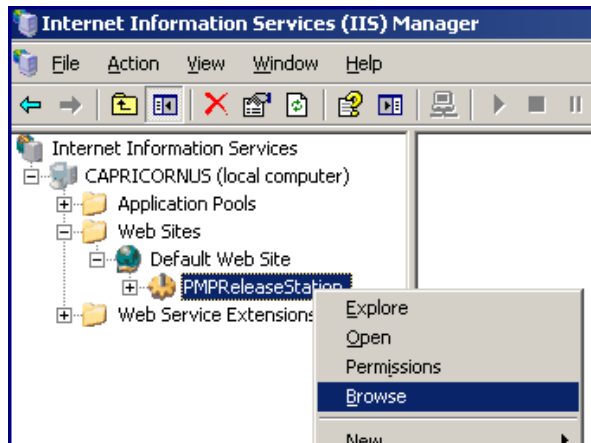 Internet Information Services (IIS) Manager
File Action View Window Help
Internet Information Services
CAPRICORNUS (local computer)
Application Pools
Web Sites
Default Web Site
PMPReleaseStation
Web Service Extensions
Explore
Open
Permissions
Browse
New